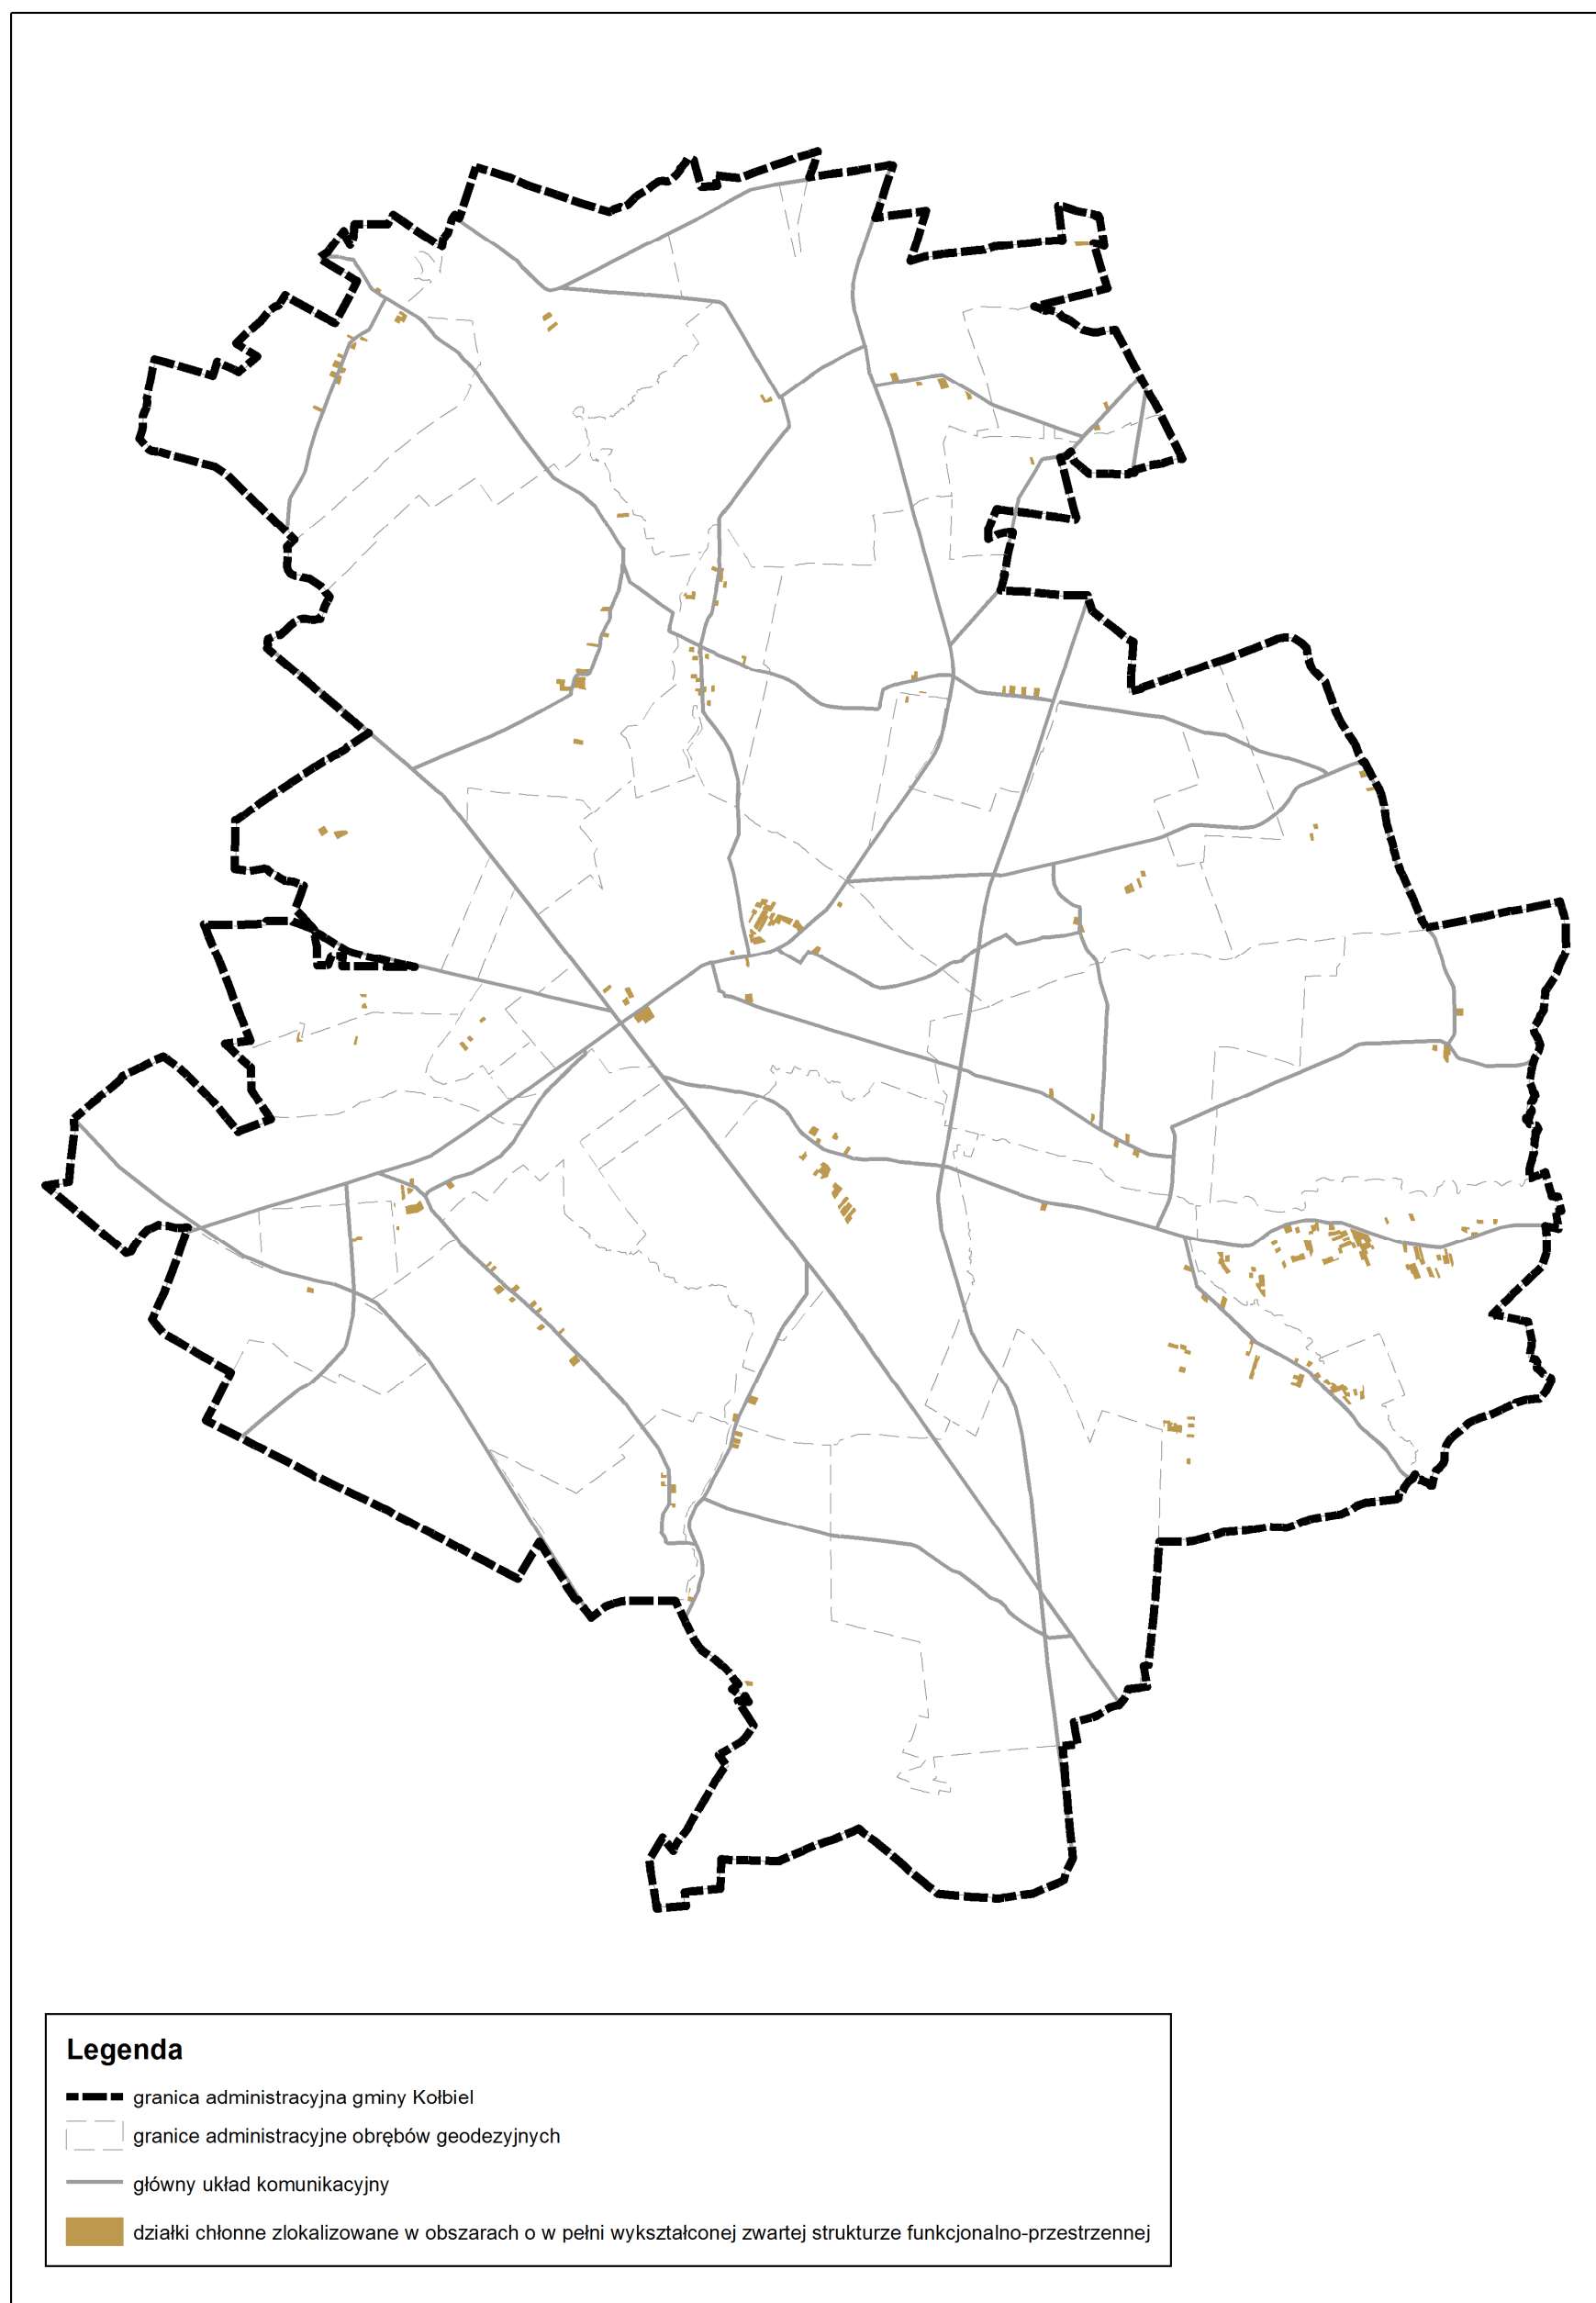 Legenda
granica administracyjna gminy Kołbiel
granice administracyjne obrębów geodezyjnych
główny układ komunikacyjny
działki chłonne zlokalizowane w obszarach o w pełni wykształconej zwartej strukturze funkcjonalno-przestrzennej